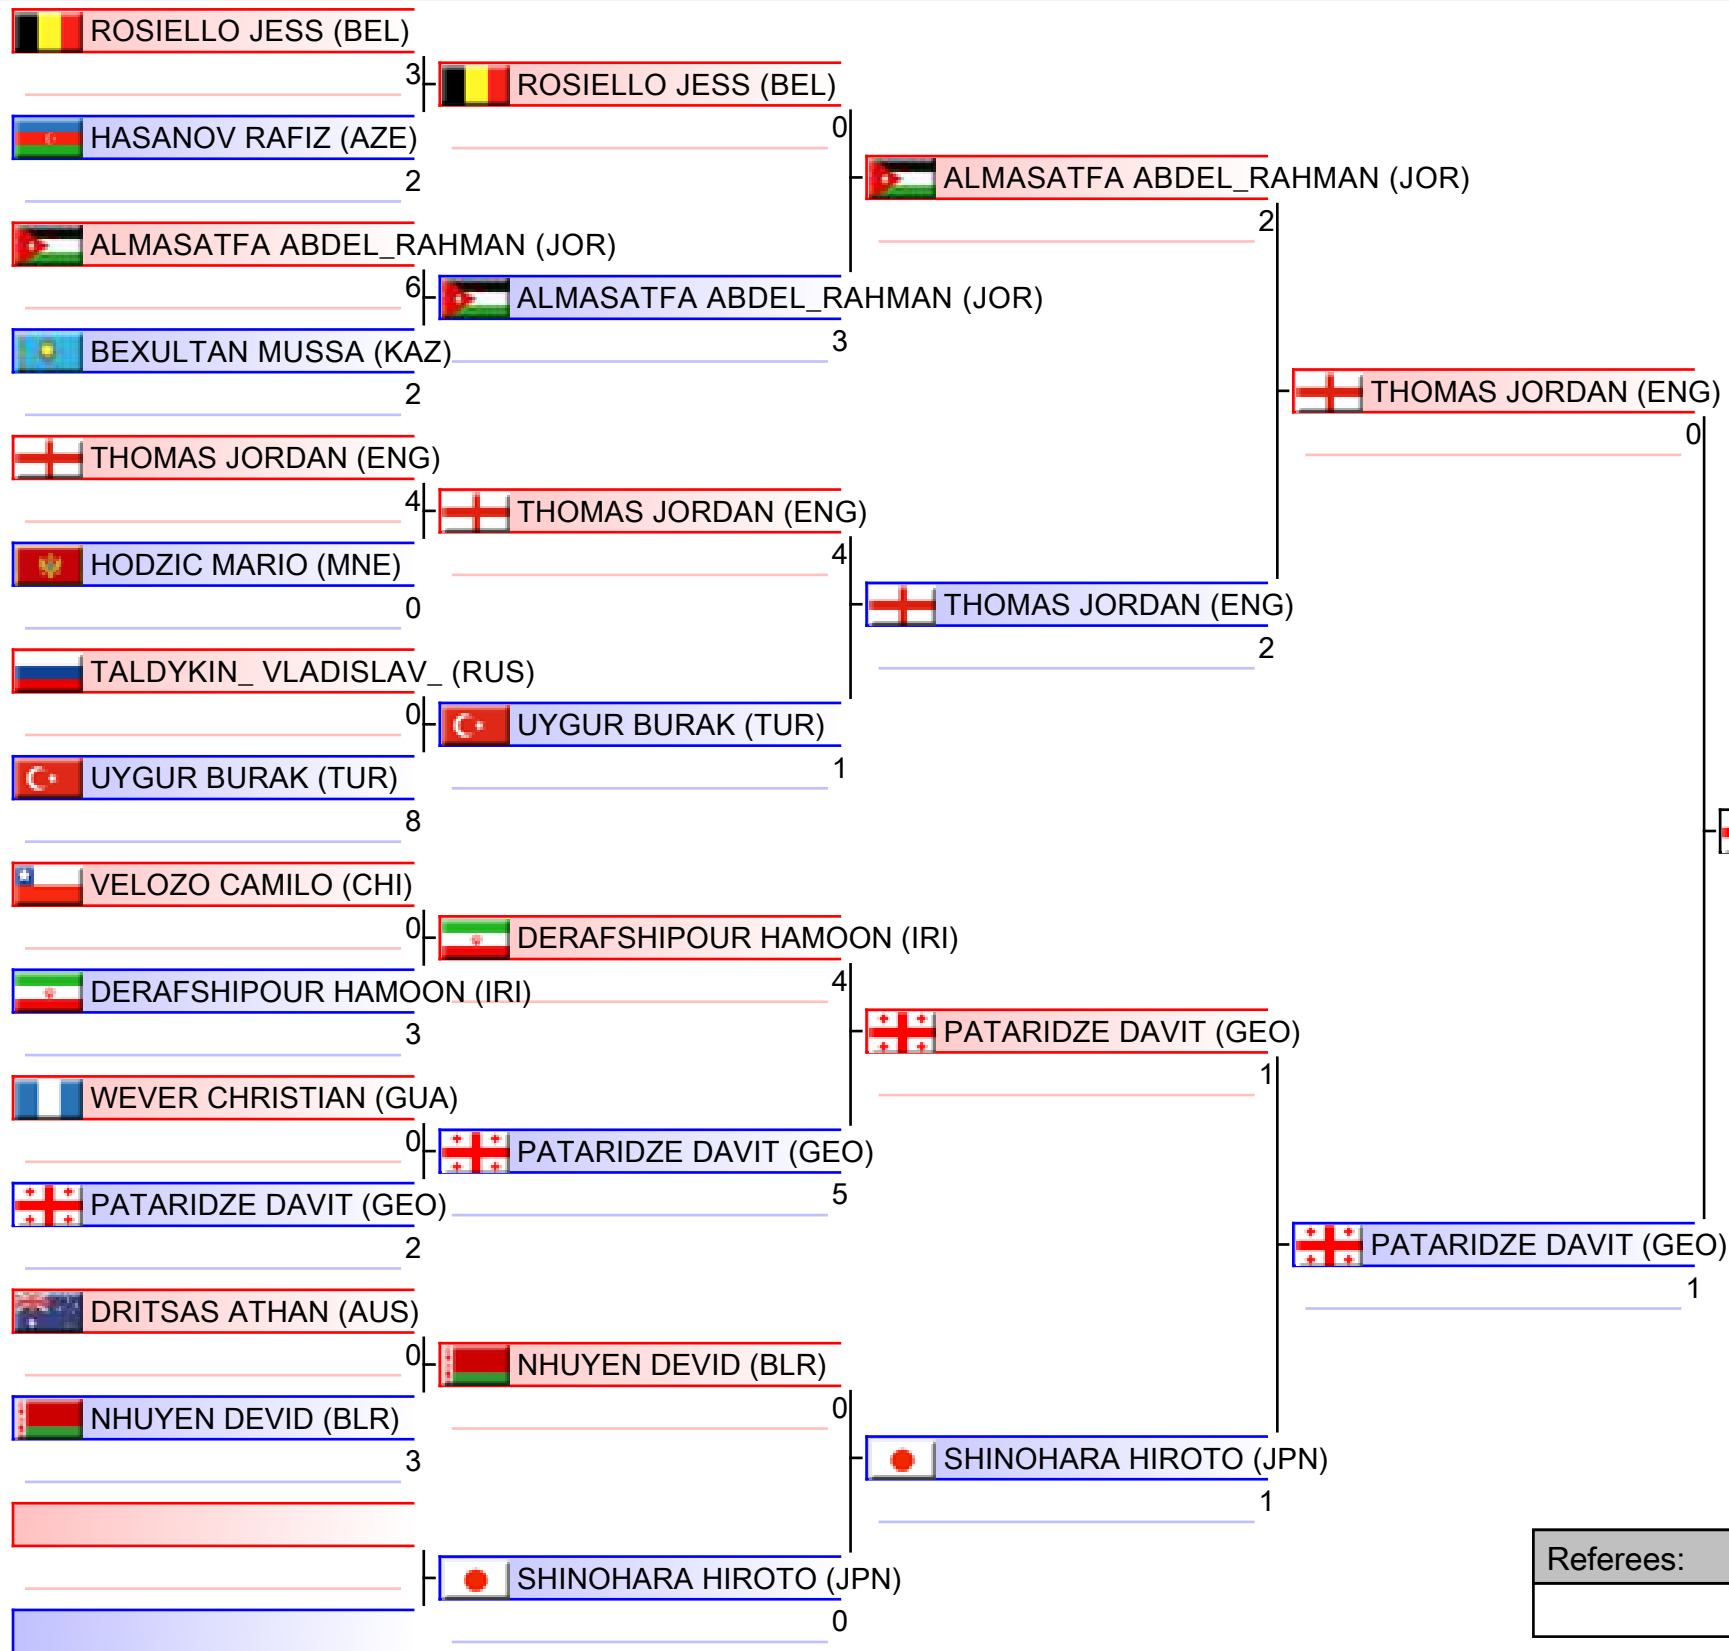 ROSIELLO JESS (BEL)
3
HASANOV RAFIZ (AZE)
2
ALMASATFA ABDEL_RAHMAN (JOR)
6
BEXULTAN MUSSA (KAZ)
2
THOMAS JORDAN (ENG)
4
HODZIC MARIO (MNE)
0
TALDYKIN_ VLADISLAV_ (RUS)
0
UYGUR BURAK (TUR)
8
VELOZO CAMILO (CHI)
0
DERAFSHIPOUR HAMOON (IRI)
3
WEVER CHRISTIAN (GUA)
0
PATARIDZE DAVIT (GEO)
2
DRITSAS ATHAN (AUS)
0
NHUYEN DEVID (BLR)
3
ROSIELLO JESS (BEL)
0
ALMASATFA ABDEL_RAHMAN (JOR)
3
THOMAS JORDAN (ENG)
4
UYGUR BURAK (TUR)
1
DERAFSHIPOUR HAMOON (IRI)
4
PATARIDZE DAVIT (GEO)
5
NHUYEN DEVID (BLR)
0
SHINOHARA HIROTO (JPN)
0
ALMASATFA ABDEL_RAHMAN (JOR)
2
THOMAS JORDAN (ENG)
2
PATARIDZE DAVIT (GEO)
1
SHINOHARA HIROTO (JPN)
1
THOMAS JORDAN (ENG)
0
PATARIDZE DAVIT (GEO)
1
Referees: